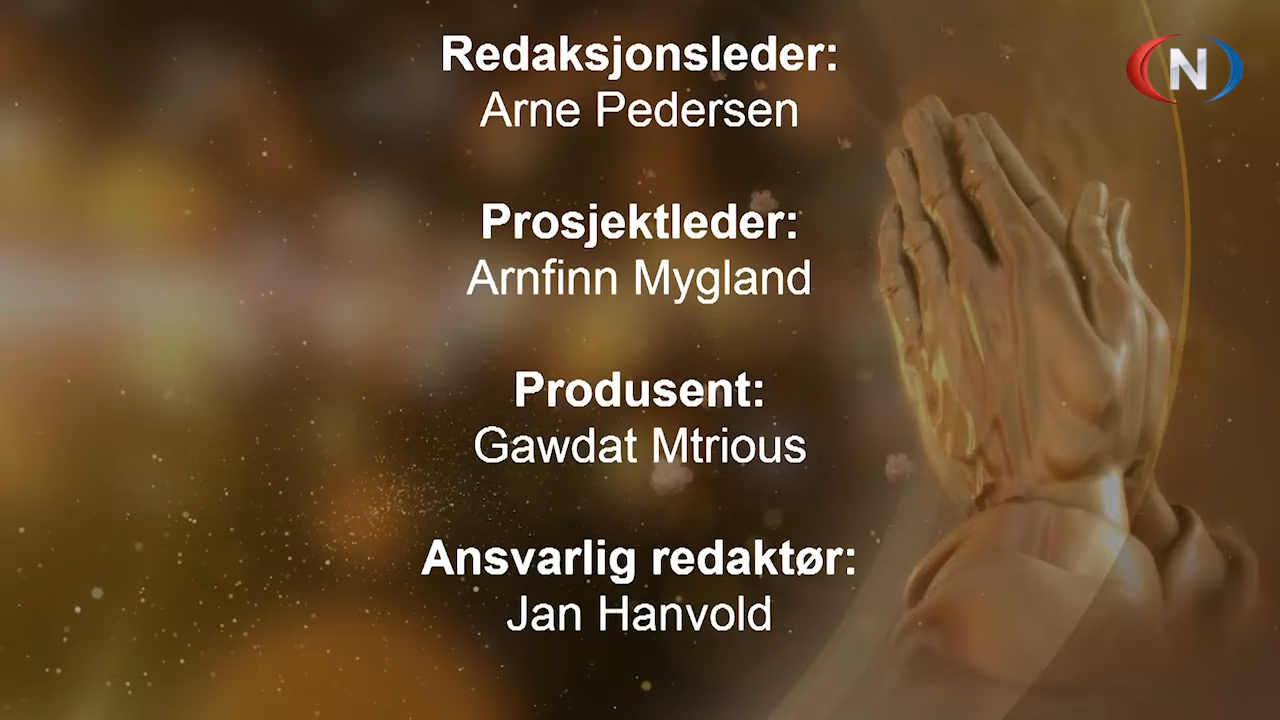 Redaksjonsleder:
Arne Pedersen
Prosjektleder:
Arnfinn Mygland
Produsent:
Gawdat Mtrious
Ansvarlig redaktør:
Jan Hanvold
N